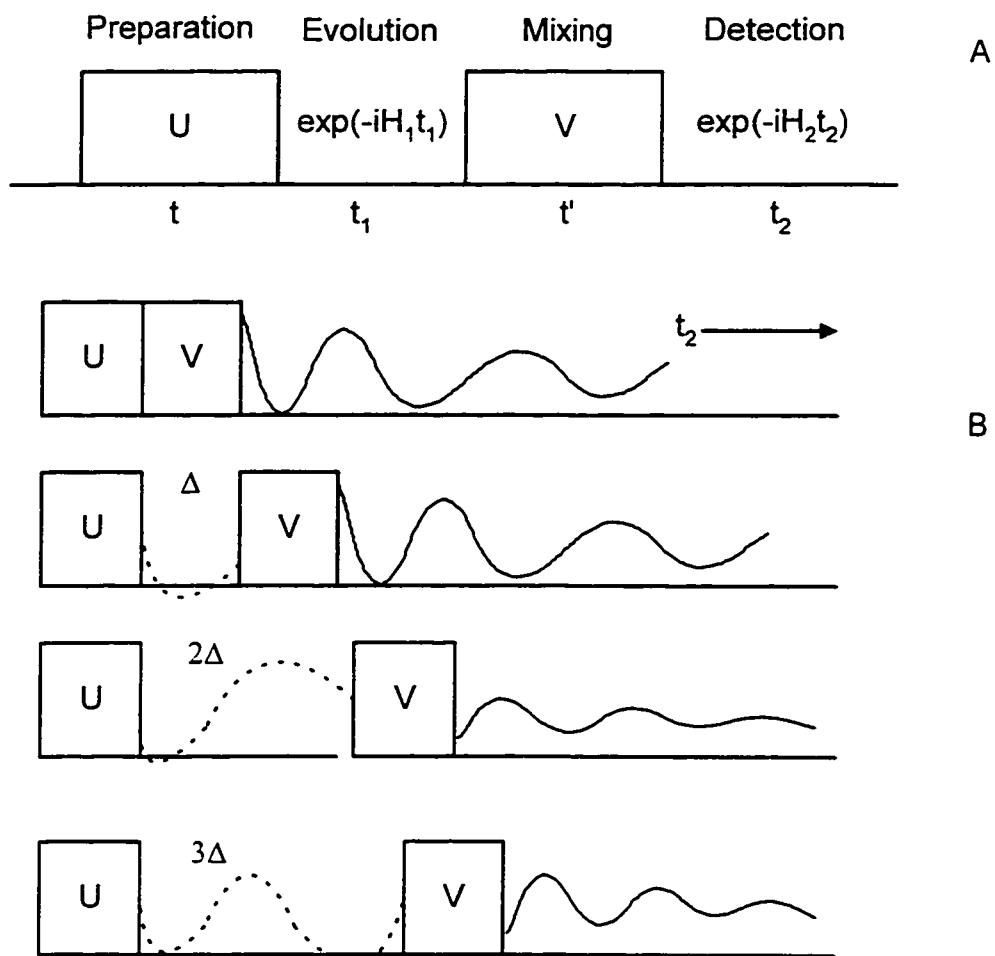 Preparation Evolution Mixing Detection
A
U exp(-iH₁t₁) V exp(-iH₂t₂)
t t₁ t' t₂
U V t₂
B
U Δ V
U 2Δ V
U 3Δ V